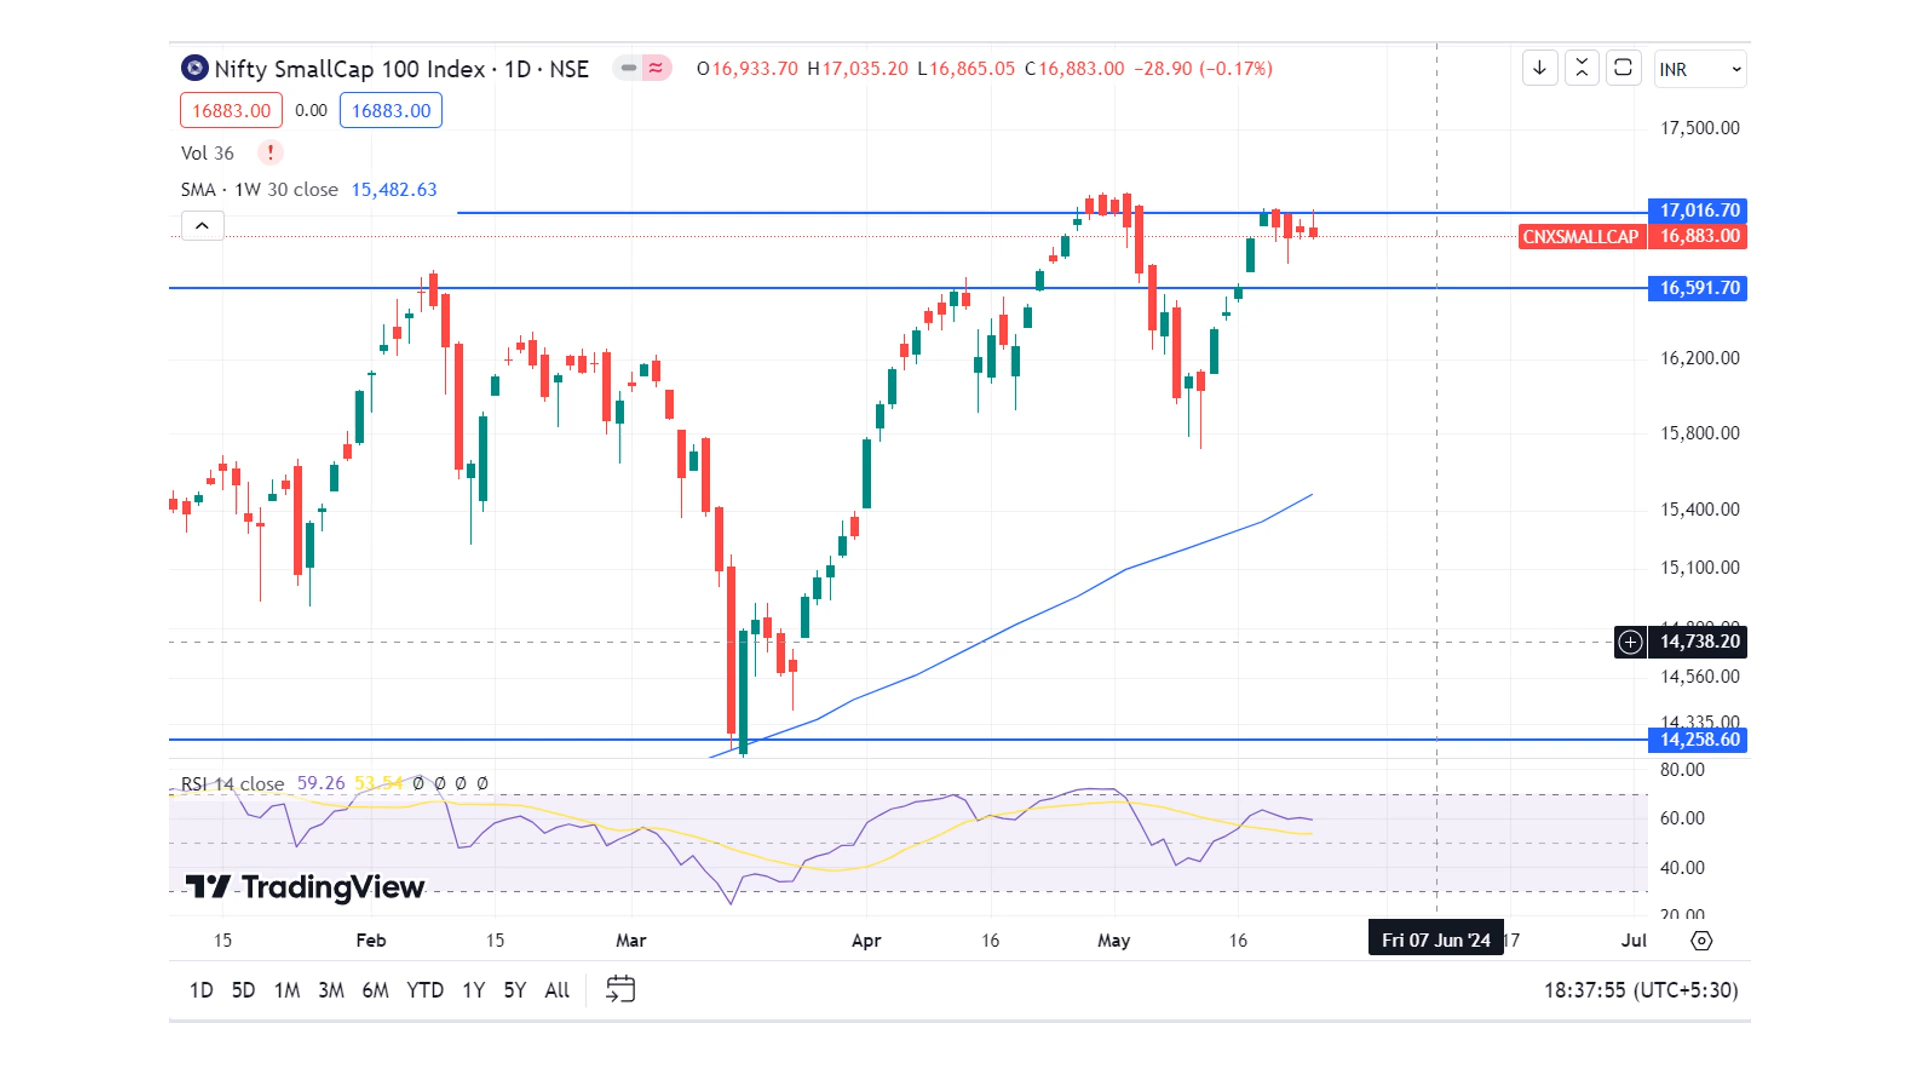 Nifty SmallCap 100 Index · 1D · NSE O16,933.70 H17,035.20 L16,865.05 C16,883.00 −28.90 (−0.17%) INR
16883.00 0.00 16883.00
17,500.00
Vol 36 !
SMA · 1W 30 close 15,482.63
17,016.70
CNXSMALLCAP 16,883.00
16,591.70
16,200.00
15,800.00
15,400.00
15,100.00
14,738.20
14,560.00
14,335.00
14,258.60
80.00
RSI 14 close 59.26 53.54 Ø Ø Ø Ø
60.00
40.00
TradingView
20.00
15 Feb 15 Mar Apr 16 May 16 Fri 07 Jun '24 17 Jul
1D 5D 1M 3M 6M YTD 1Y 5Y All 18:37:55 (UTC+5:30)